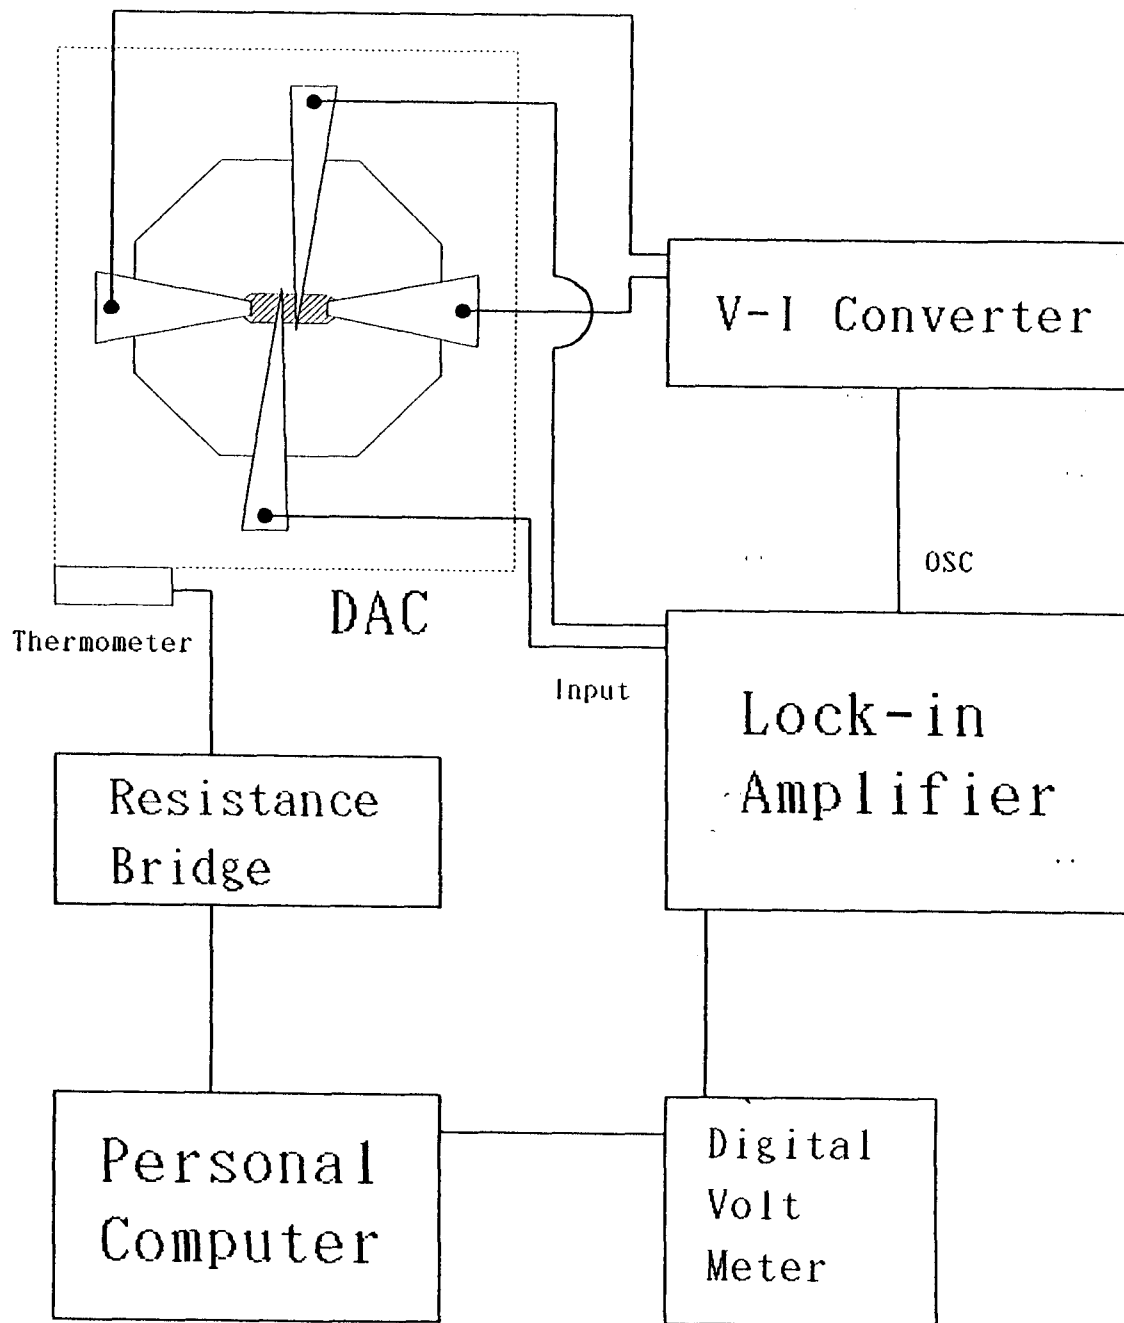 V-I Converter
OSC
DAC
Thermometer
Input
Lock-in
Amplifier
Resistance
Bridge
Personal
Computer
Digital
Volt
Meter